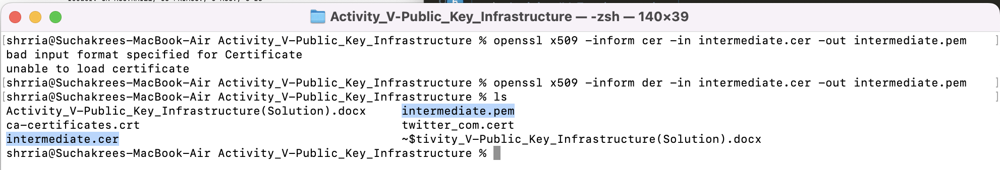 Activity_V-Public_Key_Infrastructure — -zsh — 140×39
[shrria@Suchakrees-MacBook-Air Activity_V-Public_Key_Infrastructure % openssl x509 -inform cer -in intermediate.cer -out intermediate.pem ]
bad input format specified for Certificate
unable to load certificate
[shrria@Suchakrees-MacBook-Air Activity_V-Public_Key_Infrastructure % openssl x509 -inform der -in intermediate.cer -out intermediate.pem ]
[shrria@Suchakrees-MacBook-Air Activity_V-Public_Key_Infrastructure % ls ]
Activity_V-Public_Key_Infrastructure(Solution).docx intermediate.pem
ca-certificates.crt twitter_com.cert
intermediate.cer ~$tivity_V-Public_Key_Infrastructure(Solution).docx
shrria@Suchakrees-MacBook-Air Activity_V-Public_Key_Infrastructure %